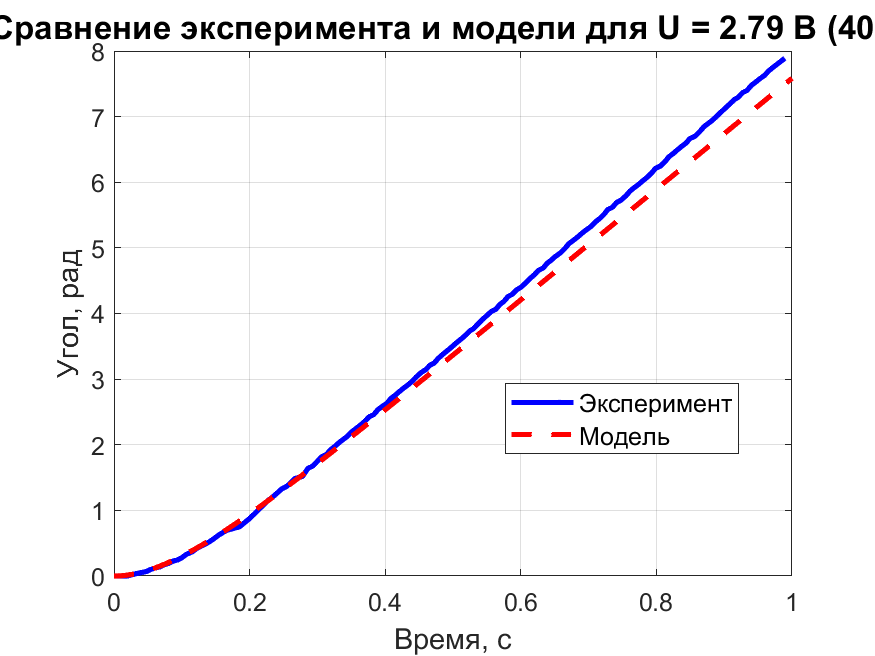 Сравнение эксперимента и модели для U = 2.79 В (40
8
7
6
5
4
3
2
1
0
Угол, рад
Эксперимент
Модель
0 0.2 0.4 0.6 0.8 1
Время, с